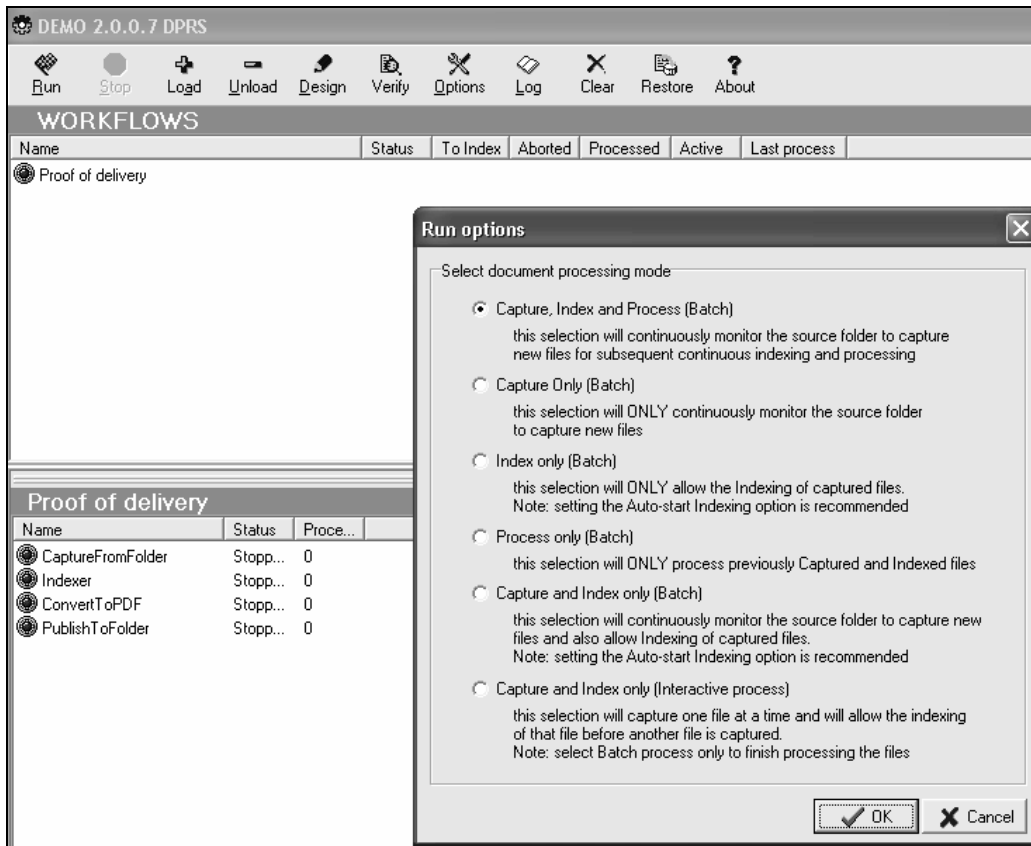 DEMO 2.0.0.7 DPRS
Run Stop Load Unload Design Verify Options Log Clear Restore About
WORKFLOWS
Name Status To Index Aborted Processed Active Last process
Proof of delivery
Run options
Select document processing mode
Capture, Index and Process (Batch)
this selection will continuously monitor the source folder to capture
new files for subsequent continuous indexing and processing
Capture Only (Batch)
this selection will ONLY continuously monitor the source folder
to capture new files
Index only (Batch)
this selection will ONLY allow the Indexing of captured files.
Note: setting the Auto-start Indexing option is recommended
Process only (Batch)
this selection will ONLY process previously Captured and Indexed files
Capture and Index only (Batch)
this selection will continuously monitor the source folder to capture new
files and also allow Indexing of captured files.
Note: setting the Auto-start Indexing option is recommended
Capture and Index only (Interactive process)
this selection will capture one file at a time and will allow the indexing
of that file before another file is captured.
Note: select Batch process only to finish processing the files
OK Cancel
Proof of delivery
Name Status Proce...
CaptureFromFolder Stopp... 0
Indexer Stopp... 0
ConvertToPDF Stopp... 0
PublishToFolder Stopp... 0